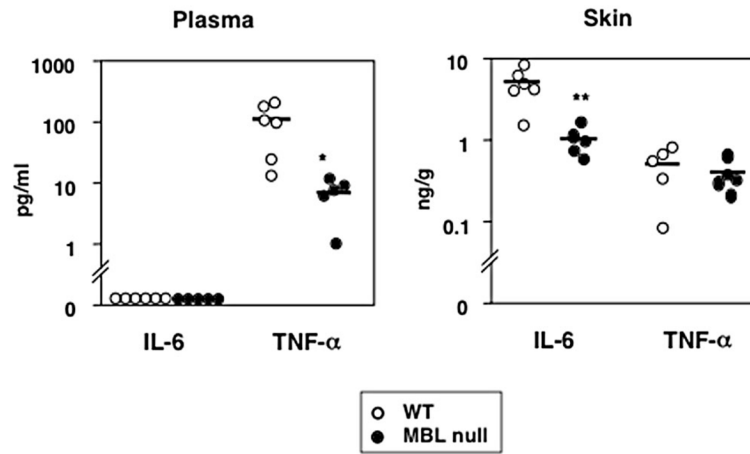 Plasma
1000
100
10
1
0
pg/ml
*
IL-6
TNF-α
Skin
10
1
0.1
0
ng/g
**
IL-6
TNF-α
WT
MBL null